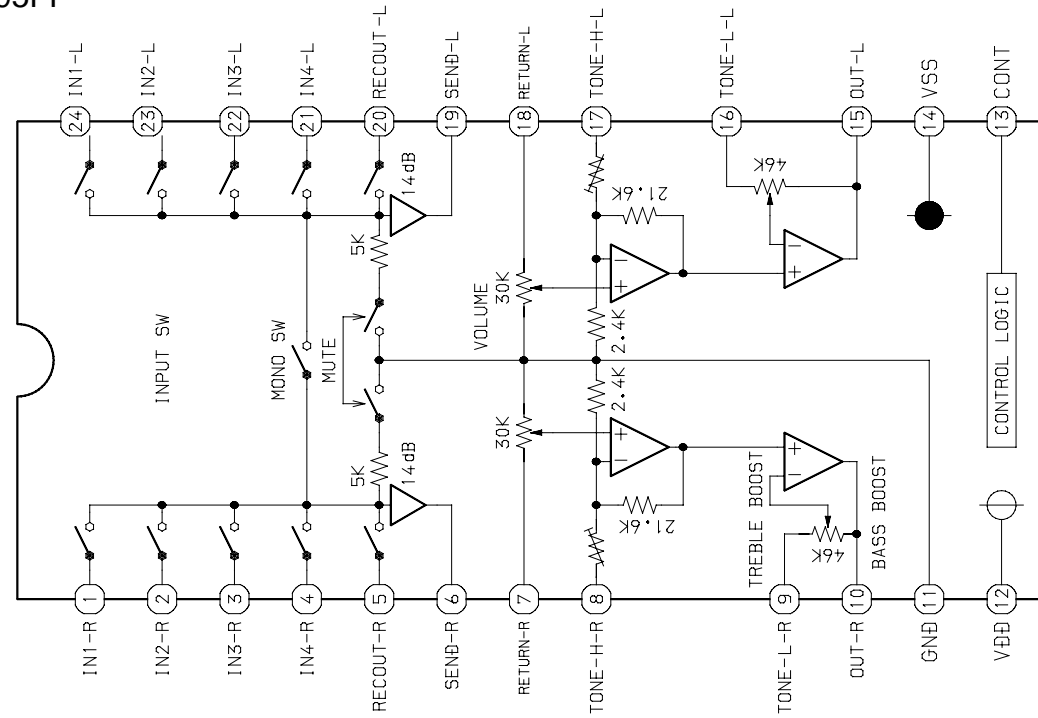 24 23 22 21 20 19 18 17 16 15 14 13
IN1-L
IN2-L
IN3-L
IN4-L
RECOUT-L
SEND-L
RETURN-L
TONE-H-L
TONE-L-L
OUT-L
VSS
CONT
14dB
5K
30K
21.6K
46K
2.4K
INPUT SW
MONO SW
MUTE
VOLUME
CONTROL LOGIC
5K
14dB
30K
2.4K
21.6K
TREBLE BOOST
46K
BASS BOOST
1 2 3 4 5 6 7 8 9 10 11 12
IN1-R
IN2-R
IN3-R
IN4-R
RECOUT-R
SEND-R
RETURN-R
TONE-H-R
TONE-L-R
OUT-R
GND
VDD